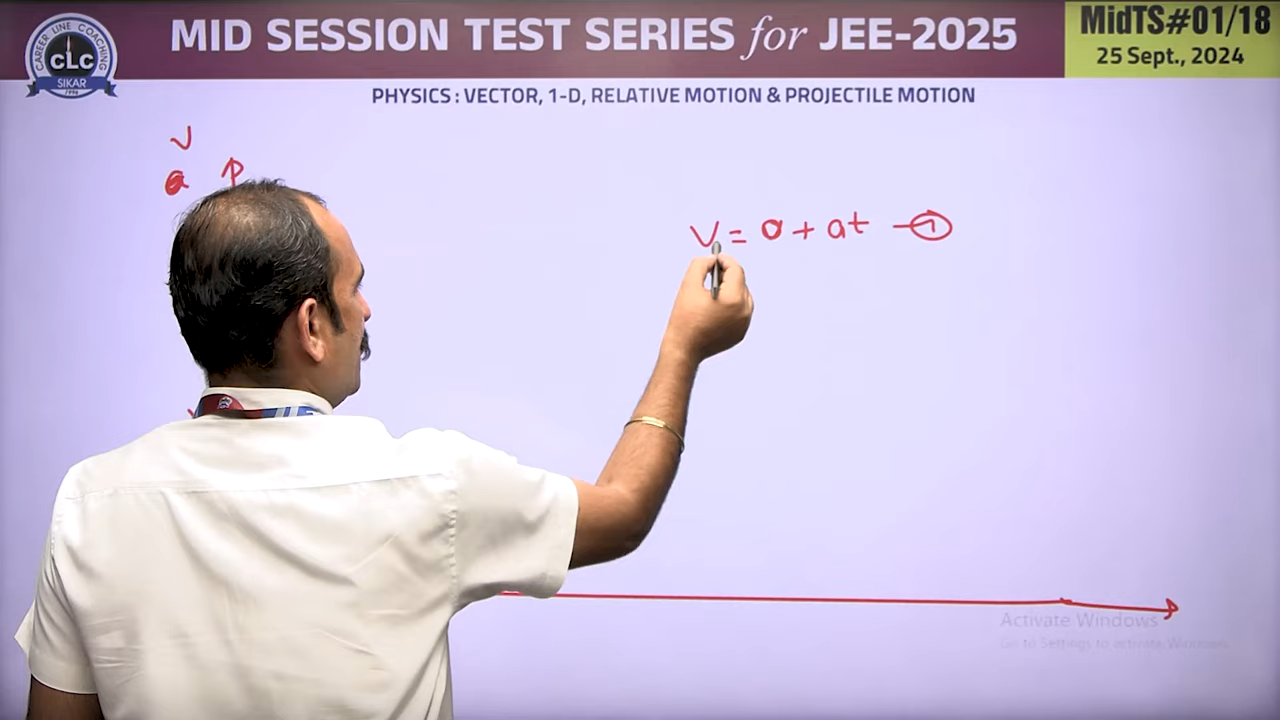 MID SESSION TEST SERIES for JEE-2025
MidTS#01/18
25 Sept., 2024
CAREER LINE COACHING
CLC
SIKAR
1996
PHYSICS : VECTOR, 1-D, RELATIVE MOTION & PROJECTILE MOTION
v
a
v = 0 + at —①
Activate Windows
Go to Settings to activate Windows.